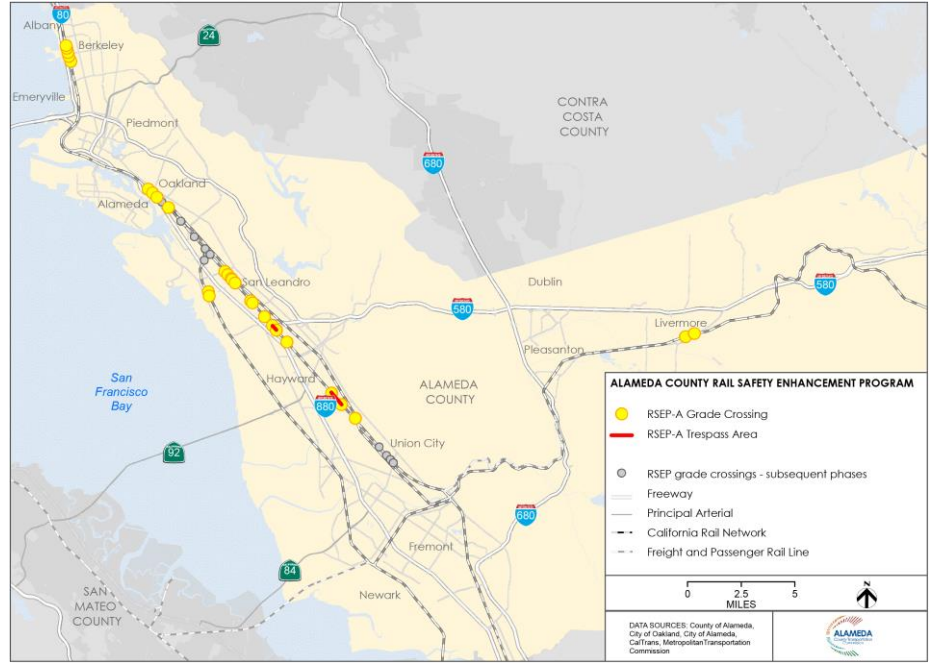 80
Albany
24
Berkeley
Emeryville
CONTRA
COSTA
COUNTY
Piedmont
680
Oakland
Alameda
San Leandro
Dublin
580
580
Livermore
Pleasanton
San
Francisco
Bay
Hayward
ALAMEDA
COUNTY
880
Union City
92
680
Fremont
84
Newark
SAN
MATEO
COUNTY
ALAMEDA COUNTY RAIL SAFETY ENHANCEMENT PROGRAM
RSEP-A Grade Crossing
RSEP-A Trespass Area
RSEP grade crossings - subsequent phases
Freeway
Principal Arterial
California Rail Network
Freight and Passenger Rail Line
0 2.5 5
MILES
N
DATA SOURCES: County of Alameda,
City of Oakland, City of Alameda,
CalTrans, MetropolitanTransportation
Commission
ALAMEDA
County Transportation
Commission